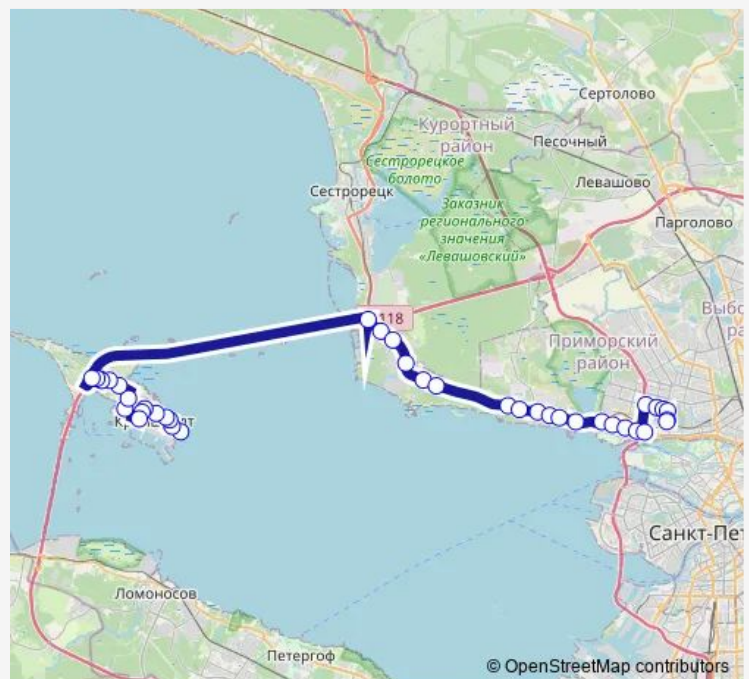 Сертолово
Курортный
район
Песочный
Сестрорецкое
болото
Левашово
Сестрорецк
Заказник
регионального
значения
«Левашовский»
Парголово
118
Приморский
район
Санкт-Пет
Ломоносов
Петергоф
© OpenStreetMap contributors